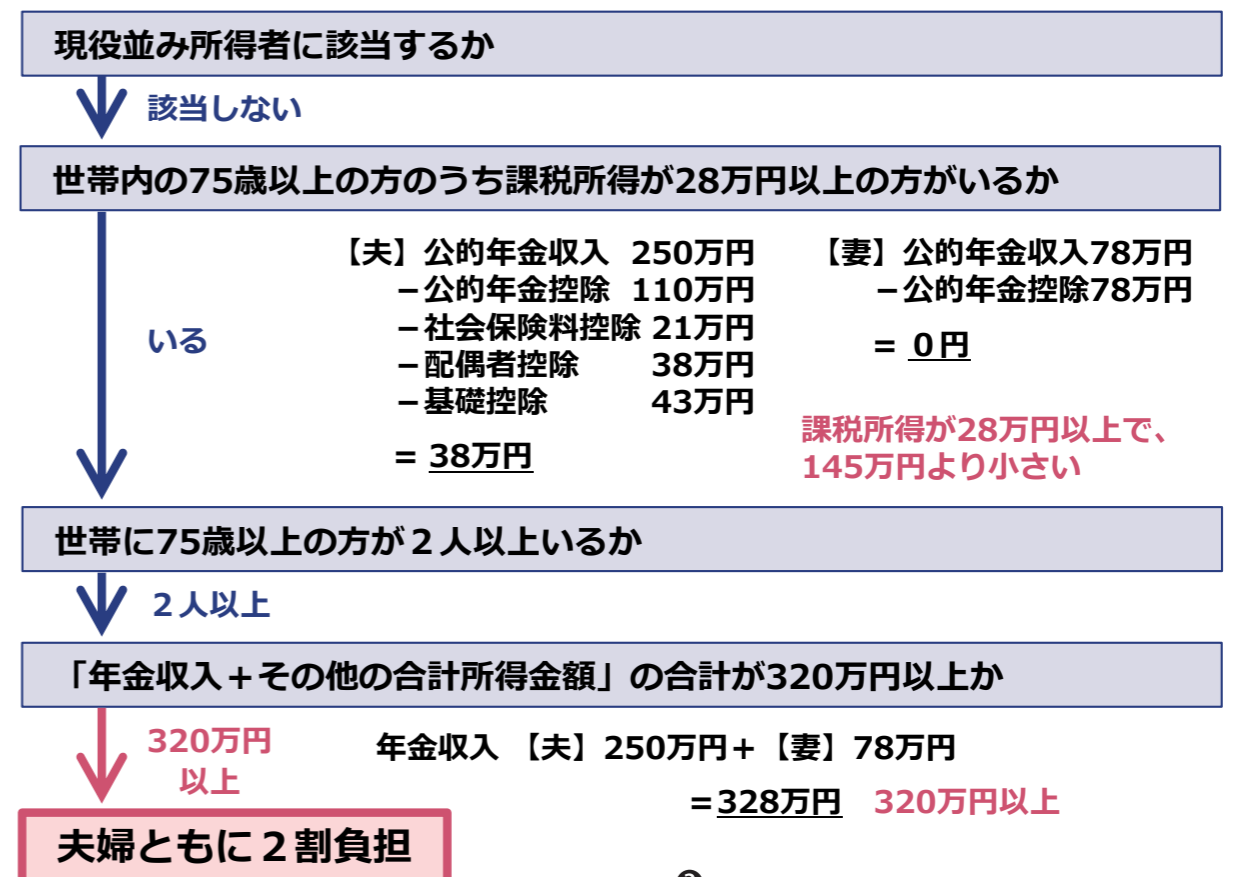 現役並み所得者に該当するか
該当しない
世帯内の75歳以上の方のうち課税所得が28万円以上の方がいるか
いる
【夫】公的年金収入 250万円
－公的年金控除 110万円
－社会保険料控除 21万円
－配偶者控除 38万円
－基礎控除 43万円
= 38万円
【妻】公的年金収入78万円
－公的年金控除78万円
= ０円
課税所得が28万円以上で、
145万円より小さい
世帯に75歳以上の方が２人以上いるか
２人以上
「年金収入＋その他の合計所得金額」の合計が320万円以上か
320万円
以上
年金収入 【夫】250万円＋【妻】78万円
＝328万円 320万円以上
夫婦ともに２割負担